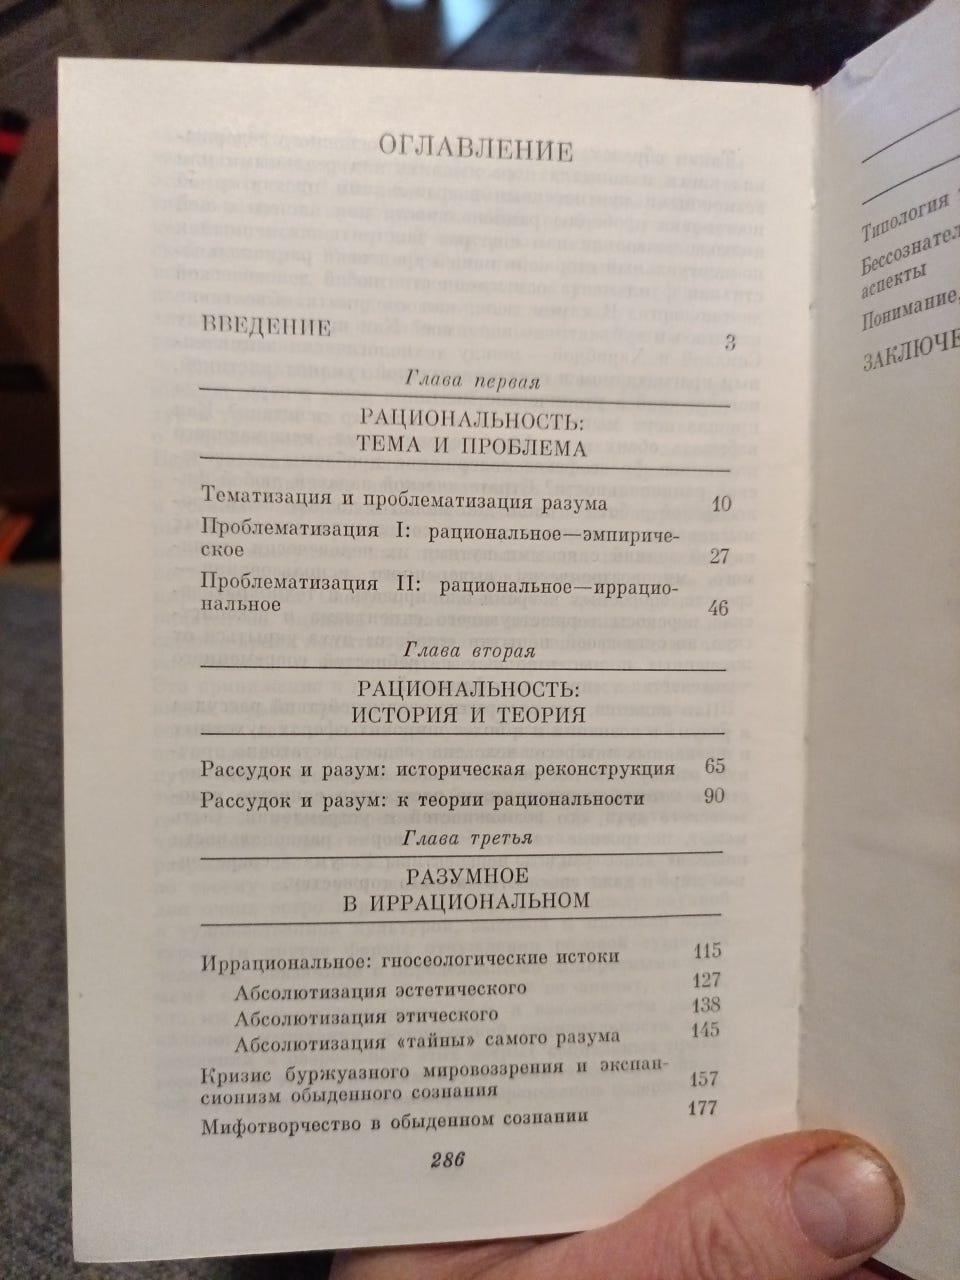 ОГЛАВЛЕНИЕ
ВВЕДЕНИЕ 3
Глава первая
РАЦИОНАЛЬНОСТЬ:
ТЕМА И ПРОБЛЕМА
Тематизация и проблематизация разума 10
Проблематизация I: рациональное—эмпириче-
ское 27
Проблематизация II: рациональное—иррацио-
нальное 46
Глава вторая
РАЦИОНАЛЬНОСТЬ:
ИСТОРИЯ И ТЕОРИЯ
Рассудок и разум: историческая реконструкция 65
Рассудок и разум: к теории рациональности 90
Глава третья
РАЗУМНОЕ
В ИРРАЦИОНАЛЬНОМ
Иррациональное: гносеологические истоки 115
Абсолютизация эстетического 127
Абсолютизация этического 138
Абсолютизация «тайны» самого разума 145
Кризис буржуазного мировоззрения и экспан-
сионизм обыденного сознания 157
Мифотворчество в обыденном сознании 177
286
Типология
Бессознател
аспекты
Понимание,
ЗАКЛЮЧЕ